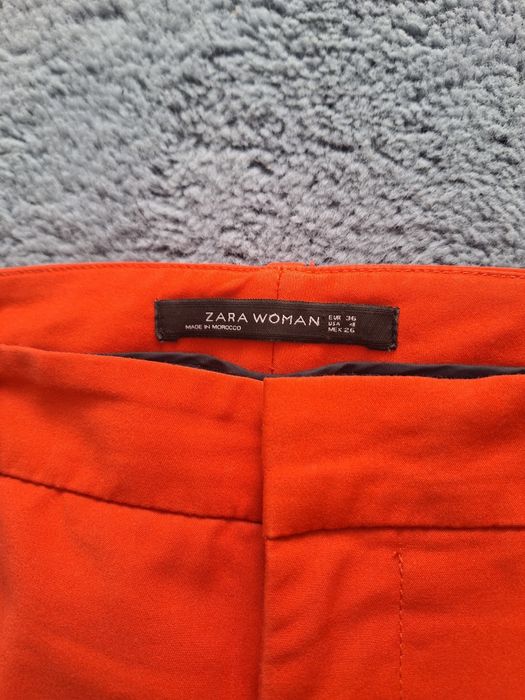 ZARA WOMAN
MADE IN MOROCCO
EUR 36
USA 4
MEX 26